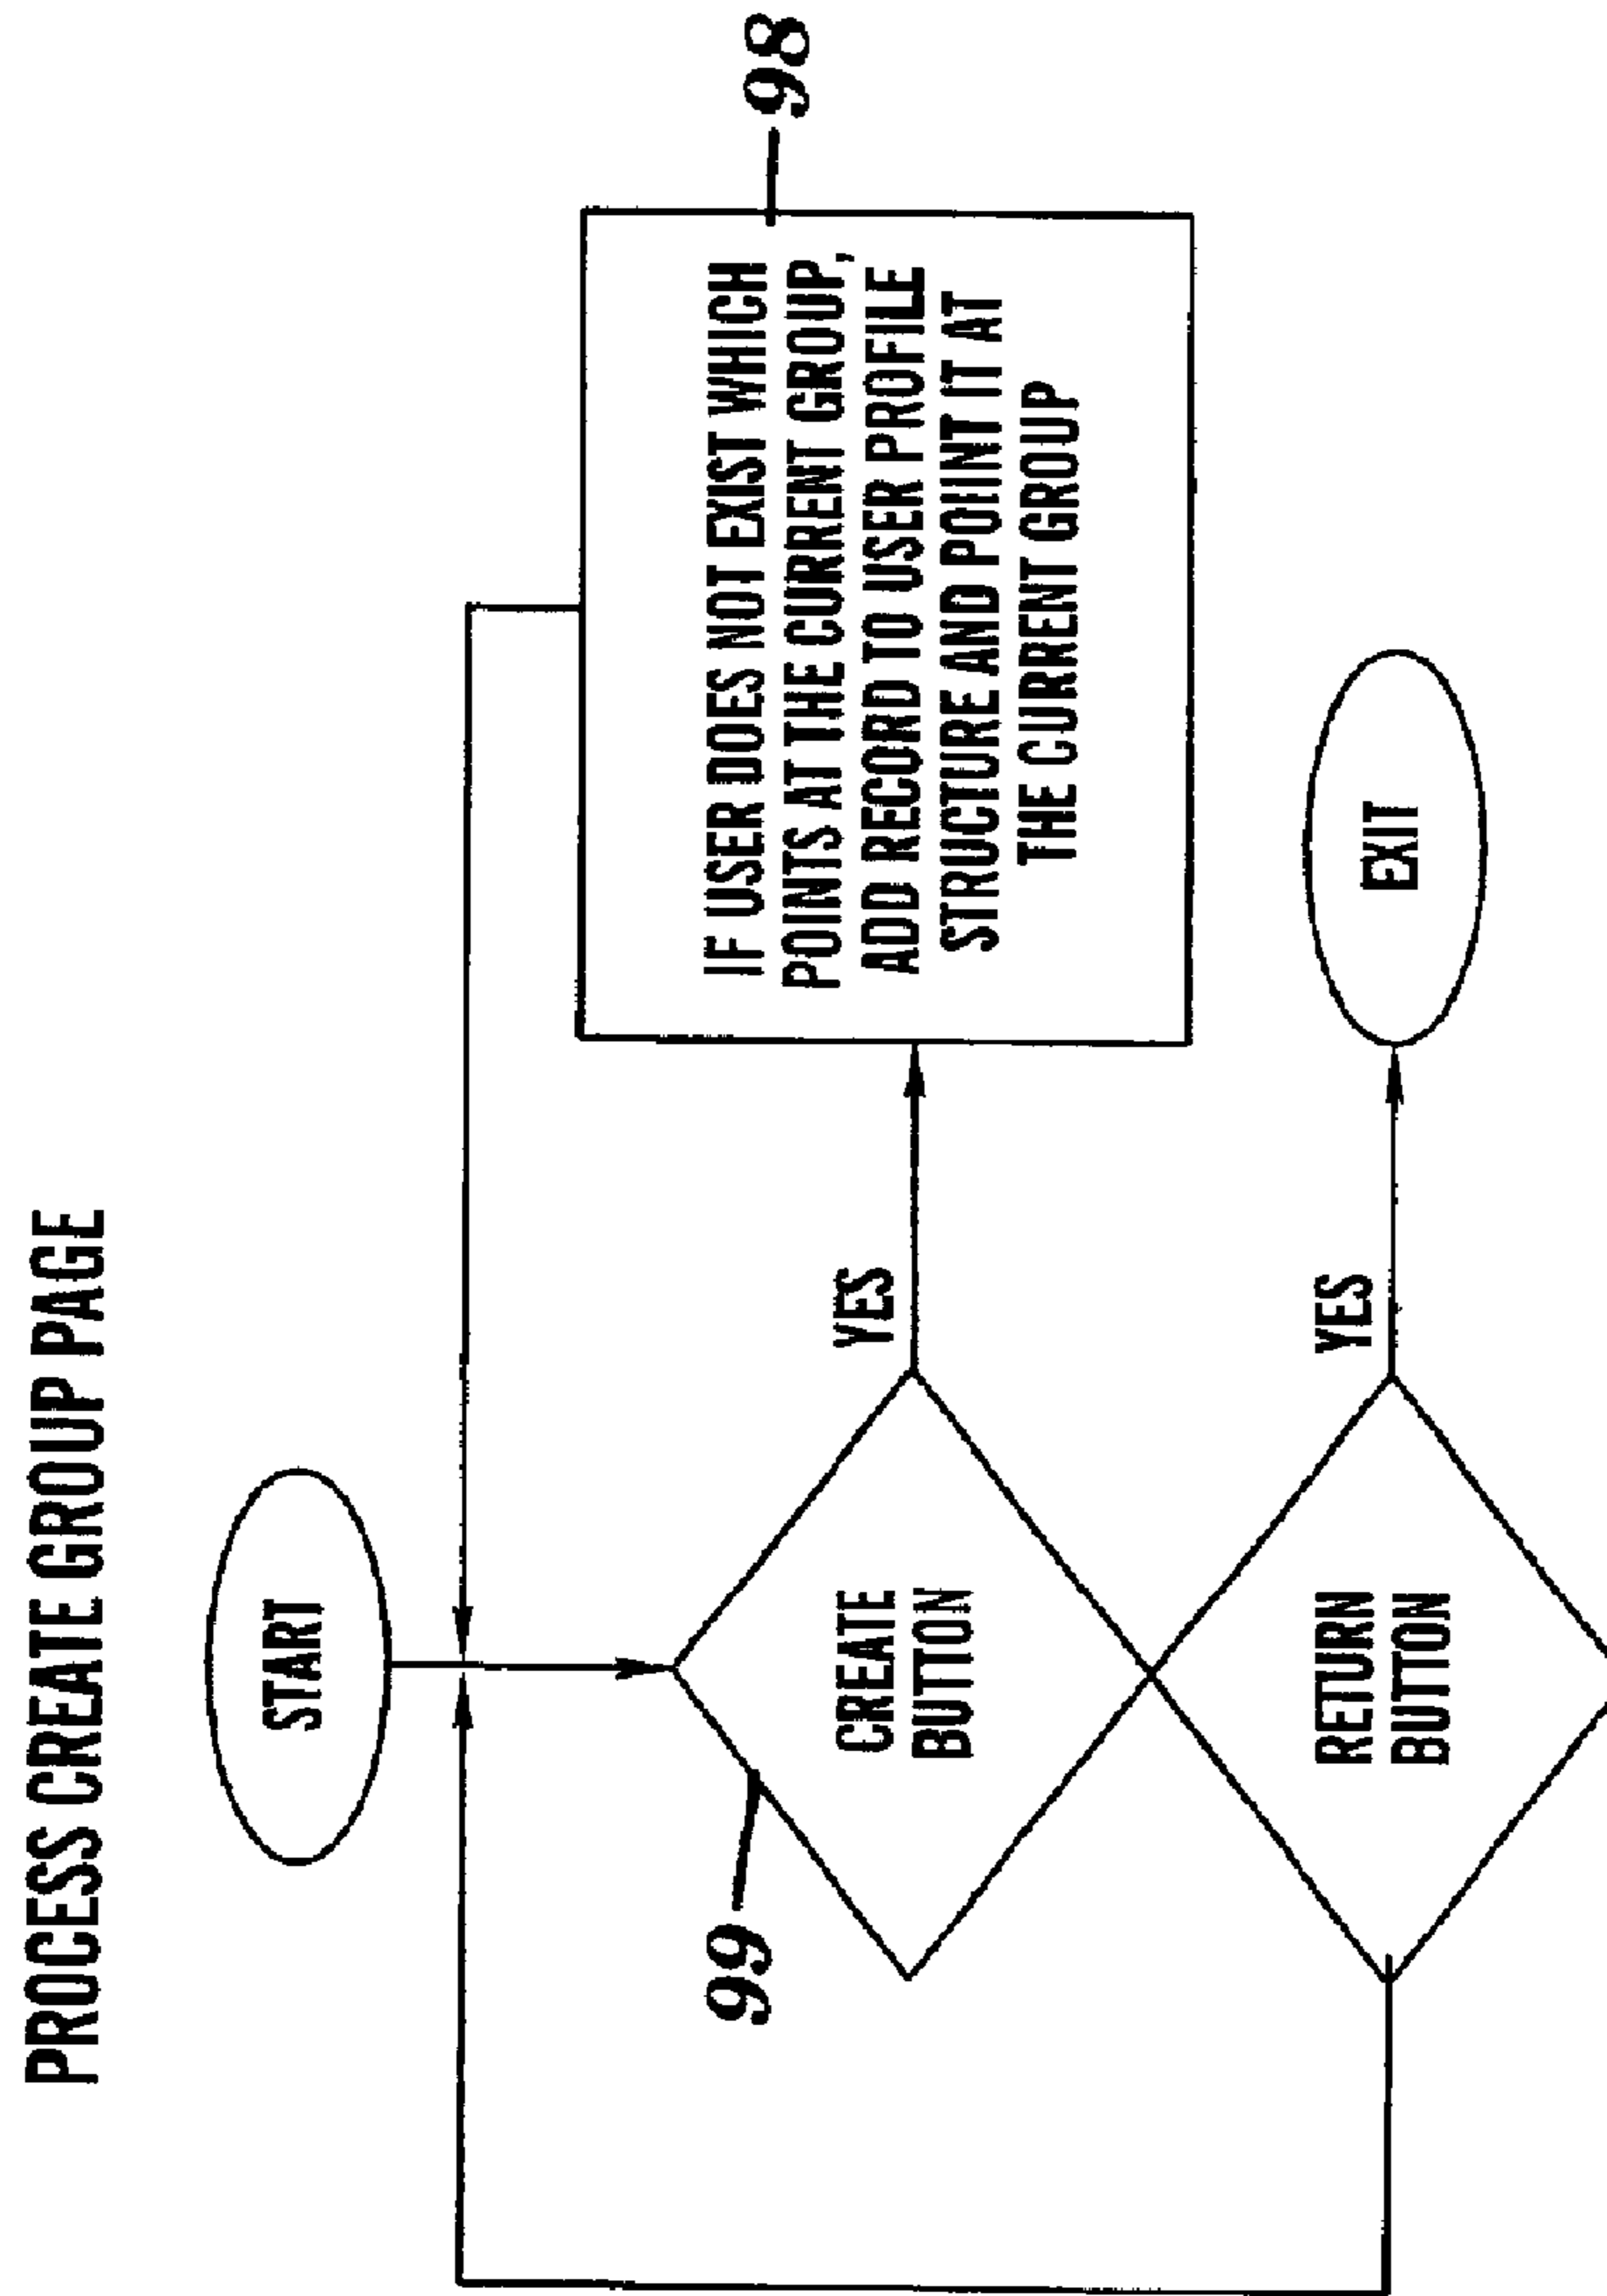 PROCESS CREATE GROUP PAGE
START
CREATE
BUTTON
99
YES
IF USER DOES NOT EXIST WHICH
POINTS AT THE CURRENT GROUP,
ADD RECORD TO USER PROFILE
STRUCTURE AND POINT IT AT
THE CURRENT GROUP
98
RETURN
BUTTON
YES
EXIT